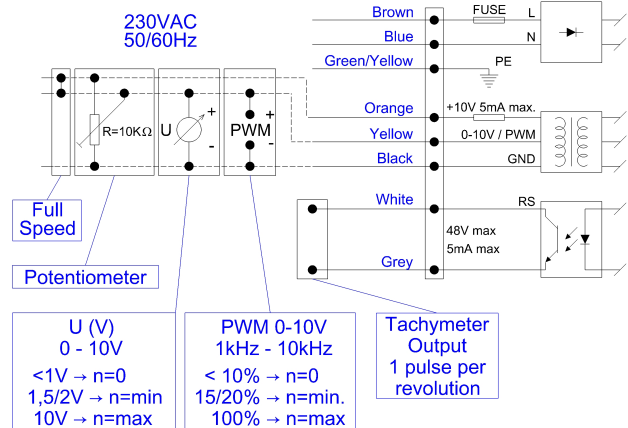 230VAC
50/60Hz
Brown
FUSE
L
Blue
N
Green/Yellow
PE
Orange
+10V 5mA max.
Yellow
0-10V / PWM
Black
GND
R=10KΩ
U
+
-
PWM
+
-
White
RS
48V max
5mA max
Grey
Full
Speed
Potentiometer
U (V)
0 - 10V
<1V → n=0
1,5/2V → n=min
10V → n=max
PWM 0-10V
1kHz - 10kHz
< 10% → n=0
15/20% → n=min.
100% → n=max
Tachymeter
Output
1 pulse per
revolution